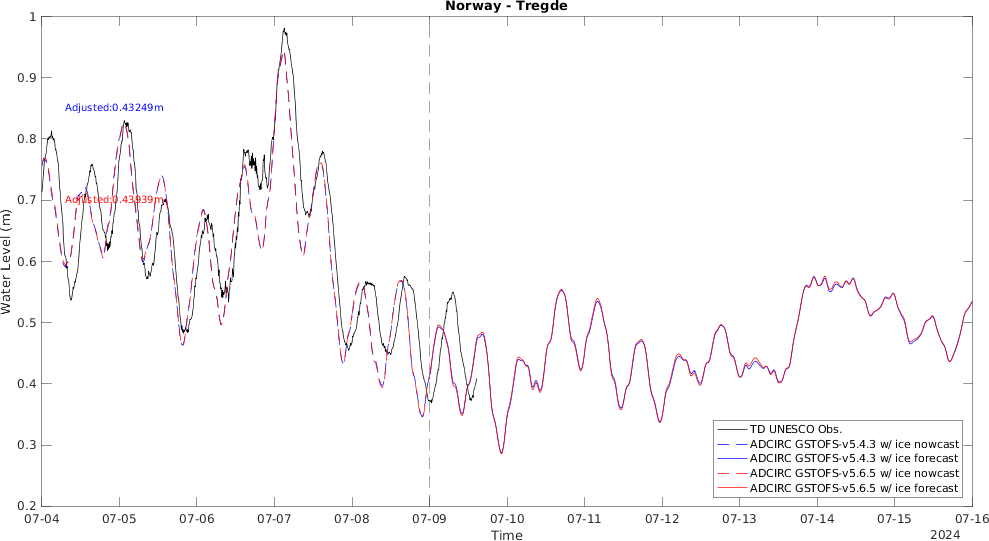 Norway - Tregde
1
0.9
0.8
0.7
0.6
0.5
0.4
0.3
0.2
Water Level (m)
Adjusted:0.43249m
Adjusted:0.43939m
TD UNESCO Obs.
ADCIRC GSTOFS-v5.4.3 w/ ice nowcast
ADCIRC GSTOFS-v5.4.3 w/ ice forecast
ADCIRC GSTOFS-v5.6.5 w/ ice nowcast
ADCIRC GSTOFS-v5.6.5 w/ ice forecast
07-04 07-05 07-06 07-07 07-08 07-09 07-10 07-11 07-12 07-13 07-14 07-15 07-16
Time
2024